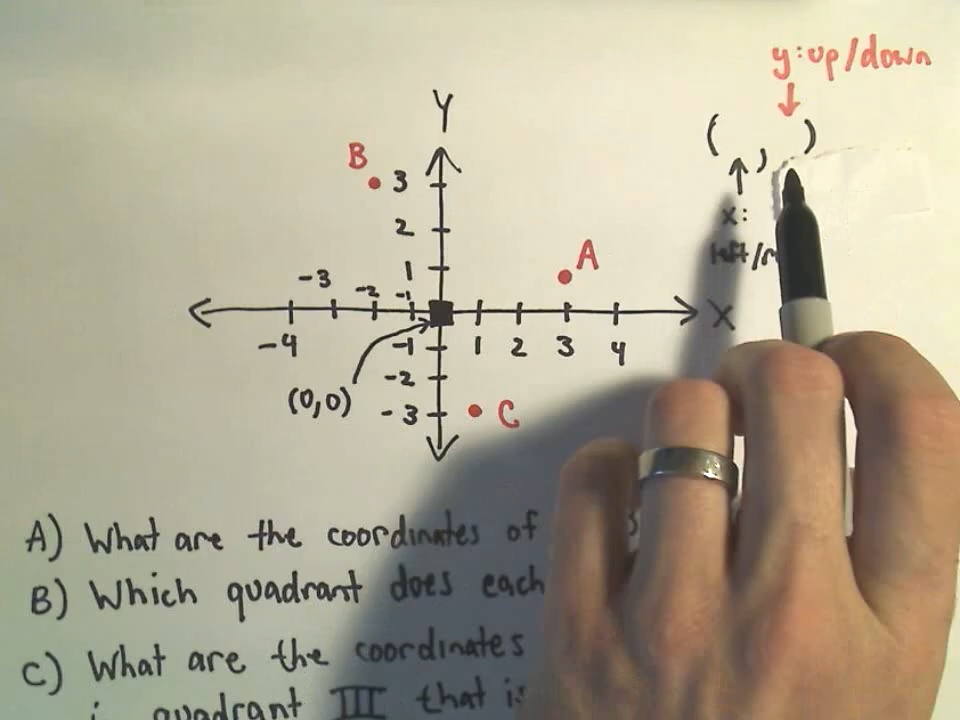 y: up/down
Y
( , )
B
3
x:
2
left/
A
1
-3
-2
-1
X
-4
-1
1
2
3
4
-2
(0,0)
-3
C
A) What are the coordinates of
B) Which quadrant does each
C) What are the coordinates
quadrant III that